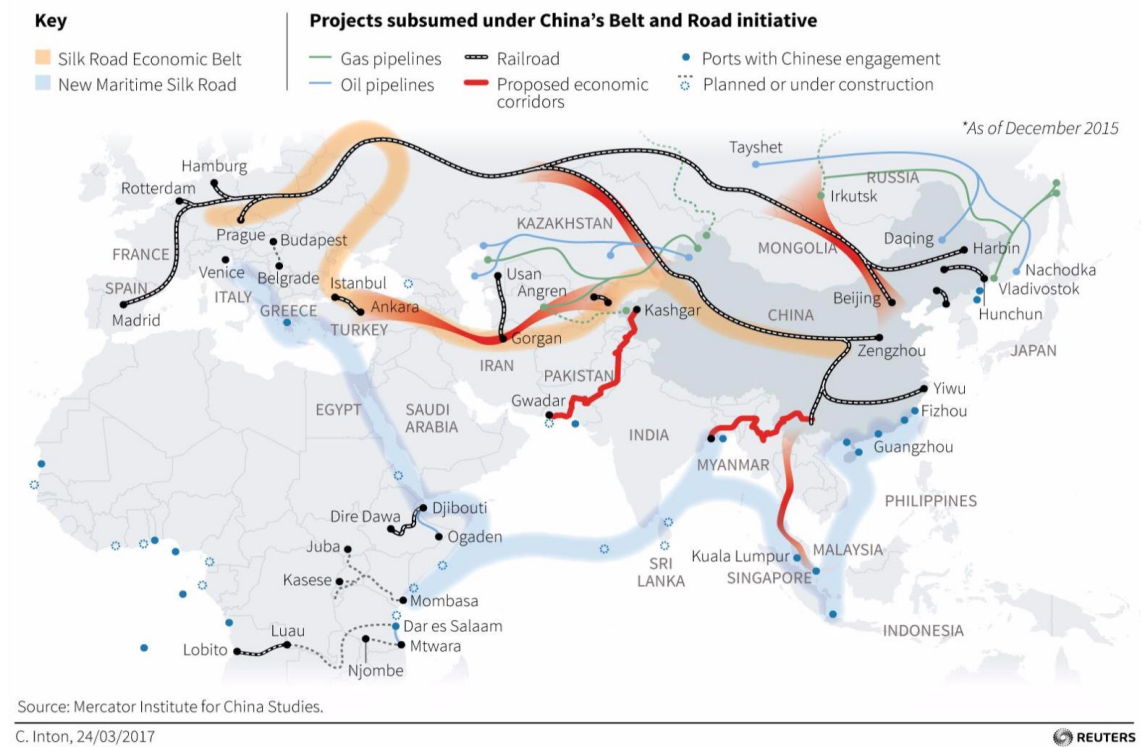 Key
Silk Road Economic Belt
New Maritime Silk Road
Projects subsumed under China's Belt and Road initiative
Gas pipelines
Oil pipelines
Railroad
Proposed economic
corridors
Ports with Chinese engagement
Planned or under construction
*As of December 2015
Tayshet
Hamburg
RUSSIA
Rotterdam
Irkutsk
KAZAKHSTAN
Prague
Budapest
MONGOLIA
Daqing
Harbin
FRANCE
Venice
Belgrade
Usan
Nachodka
SPAIN
ITALY
Istanbul
Angren
Vladivostok
Beijing
GREECE
Ankara
Kashgar
CHINA
Hunchun
Madrid
TURKEY
Gorgan
Zengzhou
JAPAN
IRAN
PAKISTAN
Yiwu
Gwadar
EGYPT
SAUDI
ARABIA
Fizhou
INDIA
Guangzhou
MYANMAR
PHILIPPINES
Djibouti
Dire Dawa
Ogaden
Juba
Kuala Lumpur
MALAYSIA
SRI
LANKA
SINGAPORE
Kasese
Mombasa
Dar es Salaam
INDONESIA
Luau
Lobito
Mtwara
Njombe
Source: Mercator Institute for China Studies.
C. Inton, 24/03/2017
REUTERS